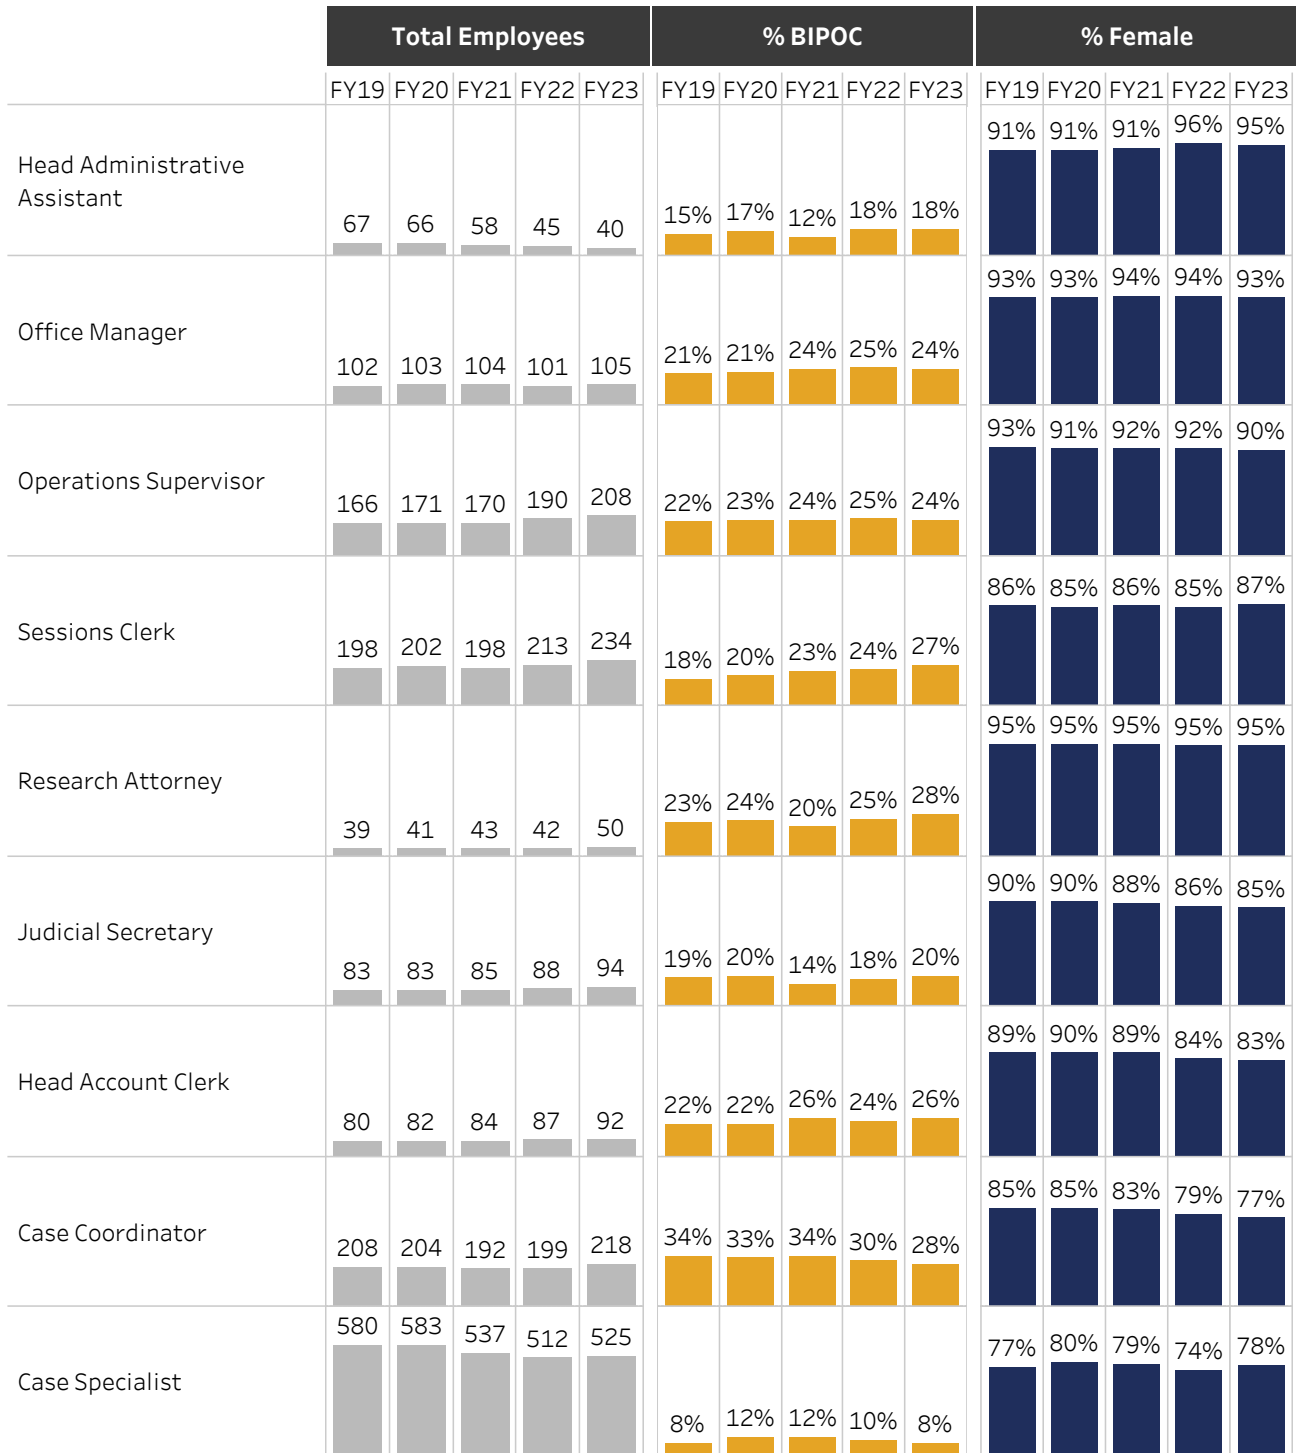 Total Employees % BIPOC % Female
FY19 FY20 FY21 FY22 FY23 FY19 FY20 FY21 FY22 FY23 FY19 FY20 FY21 FY22 FY23
Head Administrative
Assistant
67 66 58 45 40 15% 17% 12% 18% 18% 91% 91% 91% 96% 95%
Office Manager
102 103 104 101 105 21% 21% 24% 25% 24% 93% 93% 94% 94% 93%
Operations Supervisor
166 171 170 190 208 22% 23% 24% 25% 24% 93% 91% 92% 92% 90%
Sessions Clerk
198 202 198 213 234 18% 20% 23% 24% 27% 86% 85% 86% 85% 87%
Research Attorney
39 41 43 42 50 23% 24% 20% 25% 28% 95% 95% 95% 95% 95%
Judicial Secretary
83 83 85 88 94 19% 20% 14% 18% 20% 90% 90% 88% 86% 85%
Head Account Clerk
80 82 84 87 92 22% 22% 26% 24% 26% 89% 90% 89% 84% 83%
Case Coordinator
208 204 192 199 218 34% 33% 34% 30% 28% 85% 85% 83% 79% 77%
Case Specialist
580 583 537 512 525 8% 12% 12% 10% 8% 77% 80% 79% 74% 78%